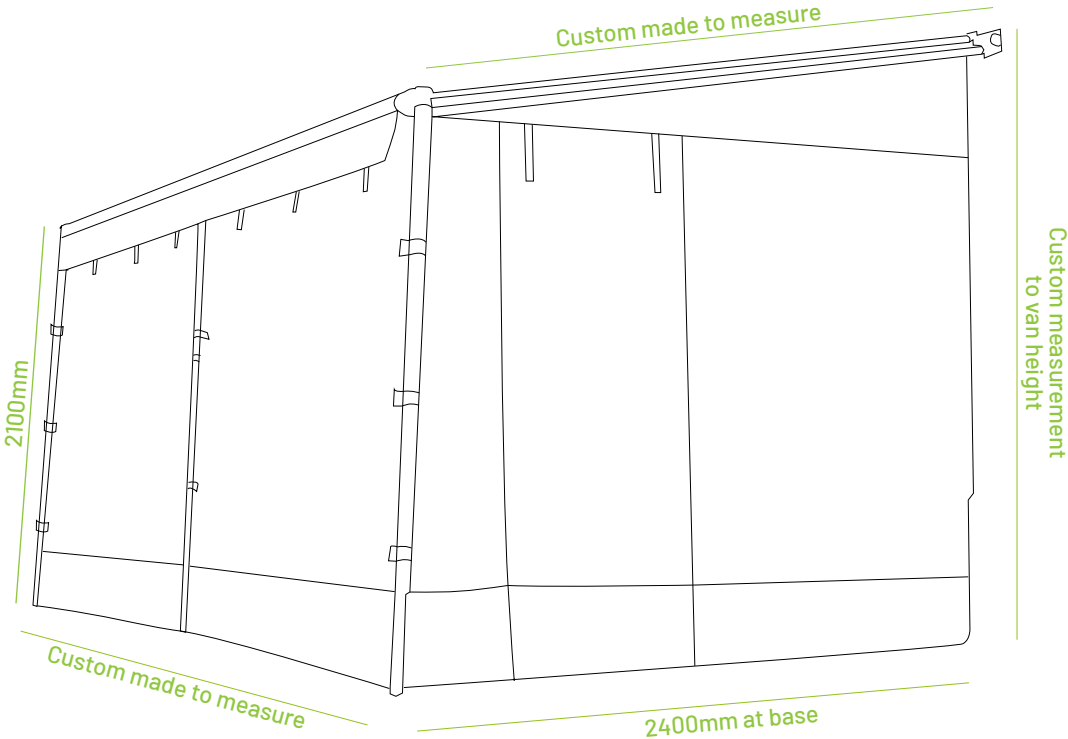 Custom made to measure
Custom measurement
to van height
2100mm
Custom made to measure
2400mm at base